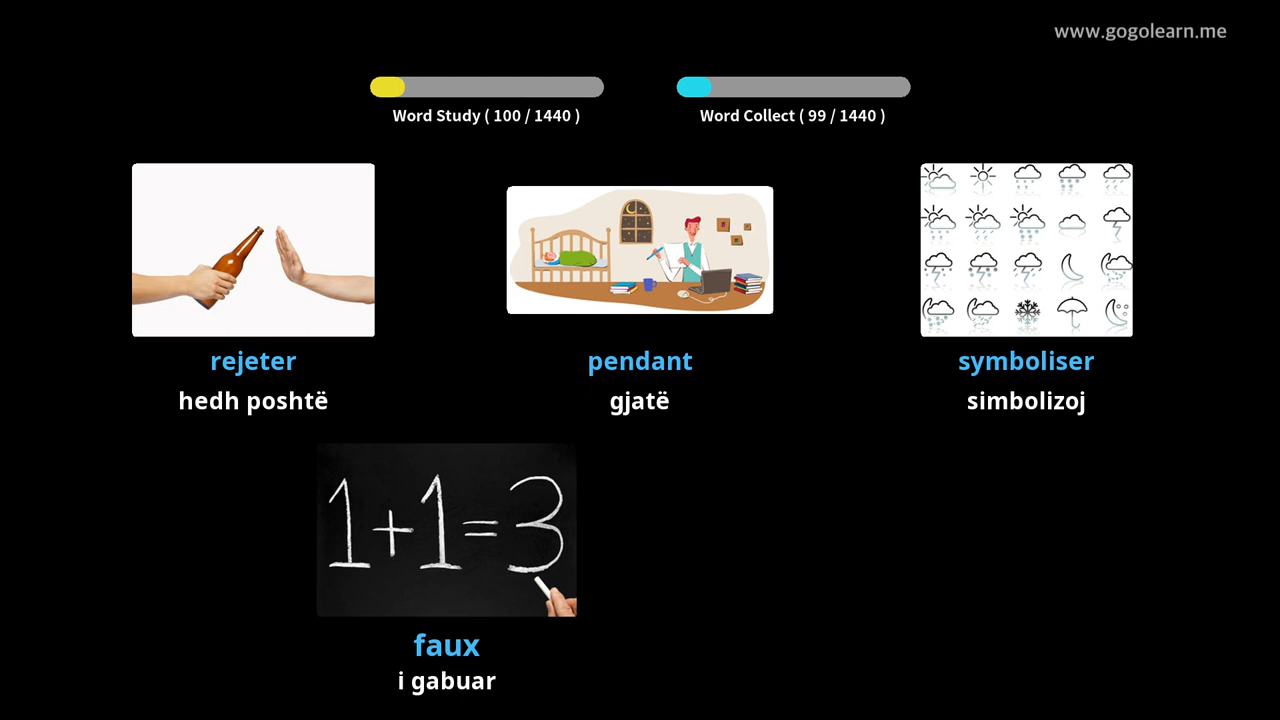 www.gogolearn.me
Word Study ( 100 / 1440 )
Word Collect ( 99 / 1440 )
rejeter
hedh poshtë
pendant
gjatë
symboliser
simbolizoj
1+1=3
faux
i gabuar